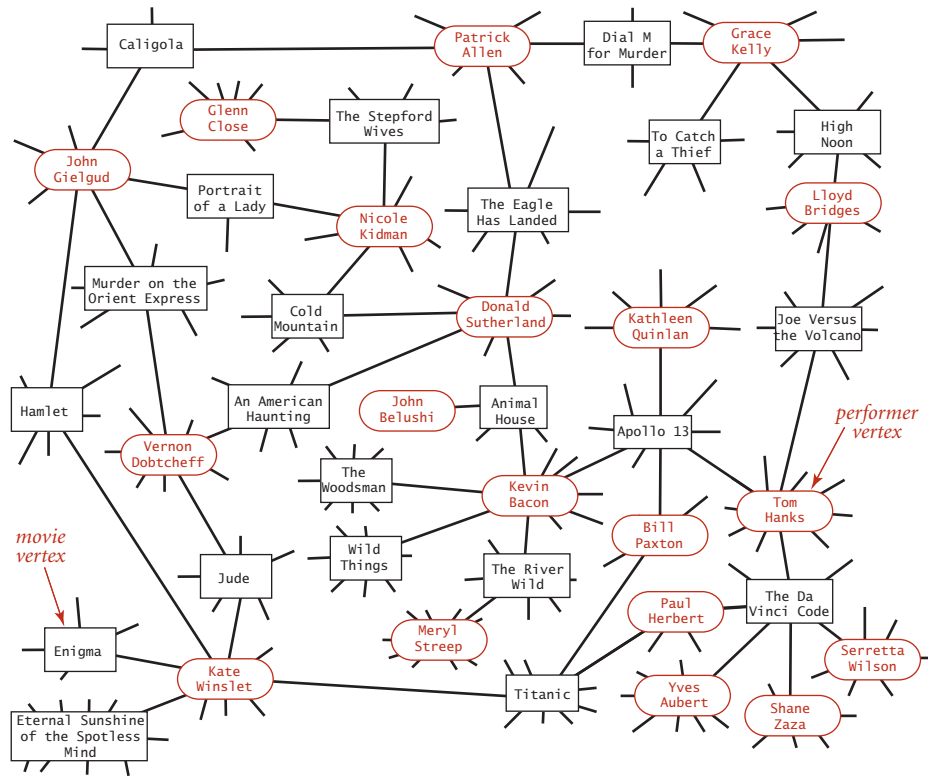 Caligola
Patrick
Allen
Dial M
for Murder
Grace
Kelly
Glenn
Close
The Stepford
Wives
To Catch
a Thief
High
Noon
John
Gielgud
Portrait
of a Lady
Nicole
Kidman
The Eagle
Has Landed
Lloyd
Bridges
Murder on the
Orient Express
Cold
Mountain
Donald
Sutherland
Kathleen
Quinlan
Joe Versus
the Volcano
Hamlet
An American
Haunting
John
Belushi
Animal
House
Apollo 13
performer
vertex
Vernon
Dobtcheff
The
Woodsman
Kevin
Bacon
Tom
Hanks
movie
vertex
Bill
Paxton
Wild
Things
Jude
The River
Wild
The Da
Vinci Code
Paul
Herbert
Enigma
Meryl
Streep
Serretta
Wilson
Kate
Winslet
Titanic
Yves
Aubert
Shane
Zaza
Eternal Sunshine
of the Spotless
Mind